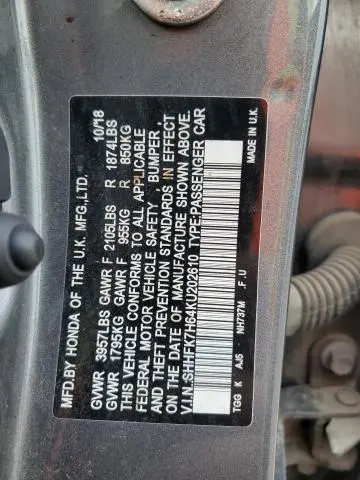 MFD.BY HONDA OF THE U.K. MFG.,LTD. 10/18
GVWR 3957LBS GAWR F 2105LBS R 1874LBS
GVWR 1795KG GAWR F 955KG R 850KG
THIS VEHICLE CONFORMS TO ALL APPLICABLE
FEDERAL MOTOR VEHICLE SAFETY , BUMPER ,
AND THEFT PREVENTION STANDARDS IN EFFECT
ON THE DATE OF MANUFACTURE SHOWN ABOVE.
V.I.N.:SHHFK7H64KU202610 TYPE:PASSENGER CAR
TGG K AJ5 NH737M .F .U MADE IN U.K.